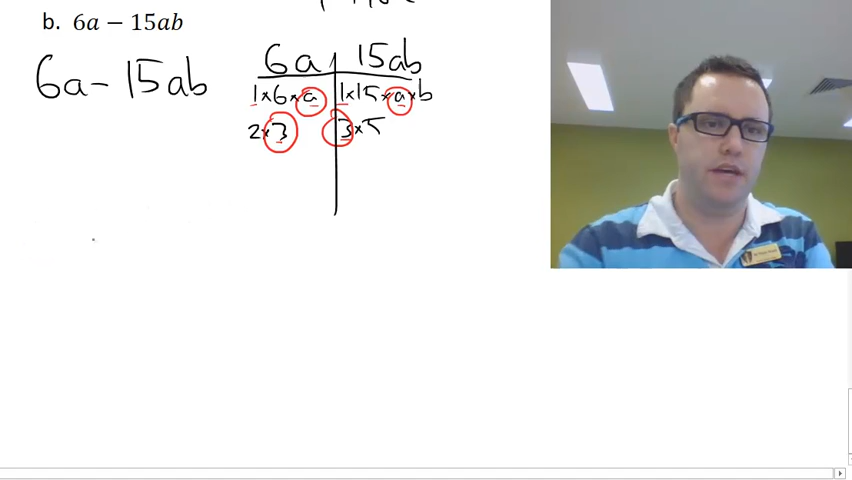 b. 6a − 15ab
6a − 15ab
6a 15ab
1×6×a 1×15×a×b
2×3 3×5